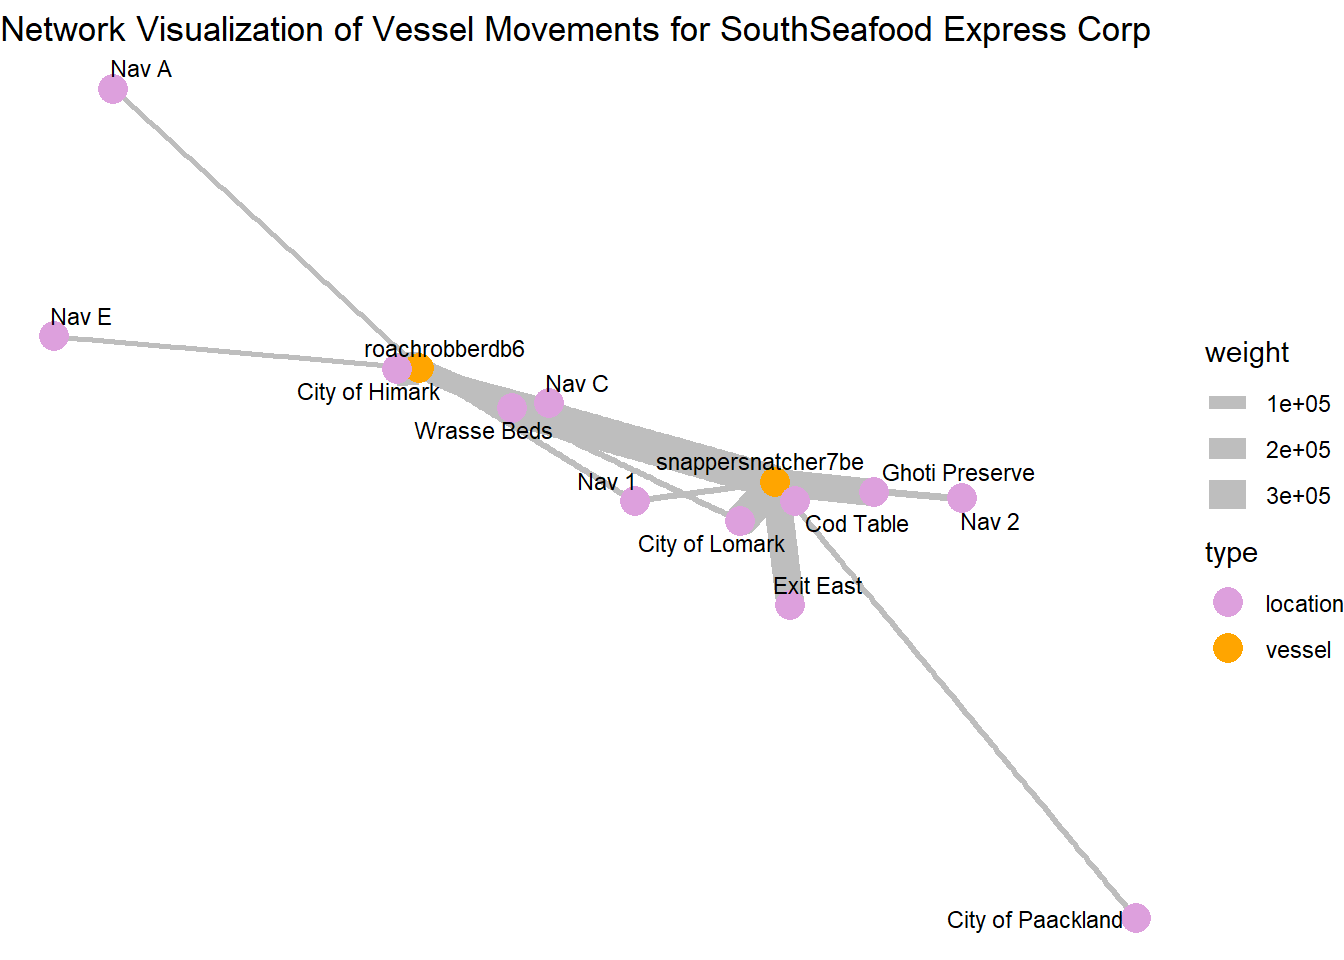 Network Visualization of Vessel Movements for SouthSeafood Express Corp
Nav A
Nav E
roachrobberdb6
City of Himark
Nav C
Wrasse Beds
snappersnatcher7be
Ghoti Preserve
Nav 1
Cod Table
Nav 2
City of Lomark
Exit East
City of Paackland
weight
1e+05
2e+05
3e+05
type
location
vessel